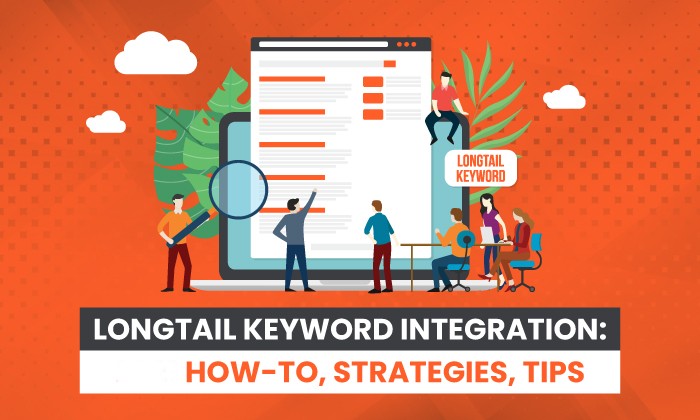 LONGTAIL
KEYWORD
LONGTAIL KEYWORD INTEGRATION:
HOW-TO, STRATEGIES, TIPS